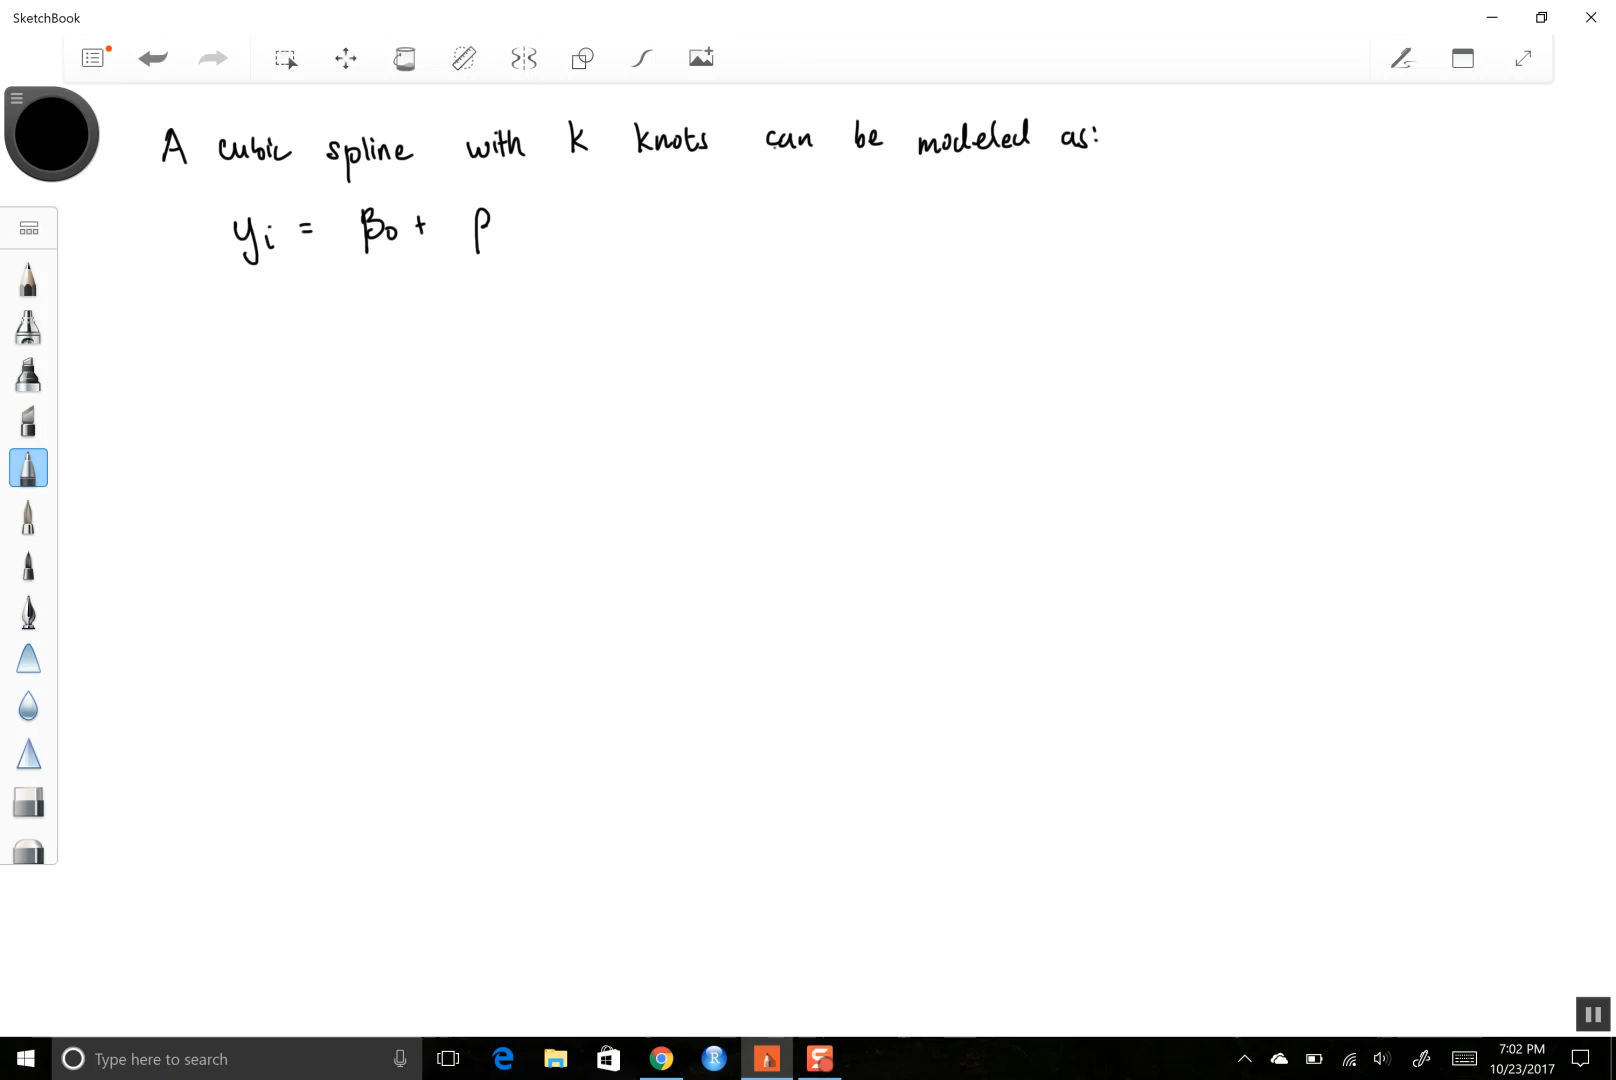 SketchBook
A cubic spline with K knots can be modeled as:
yi = β0 + β
Type here to search
7:02 PM
10/23/2017